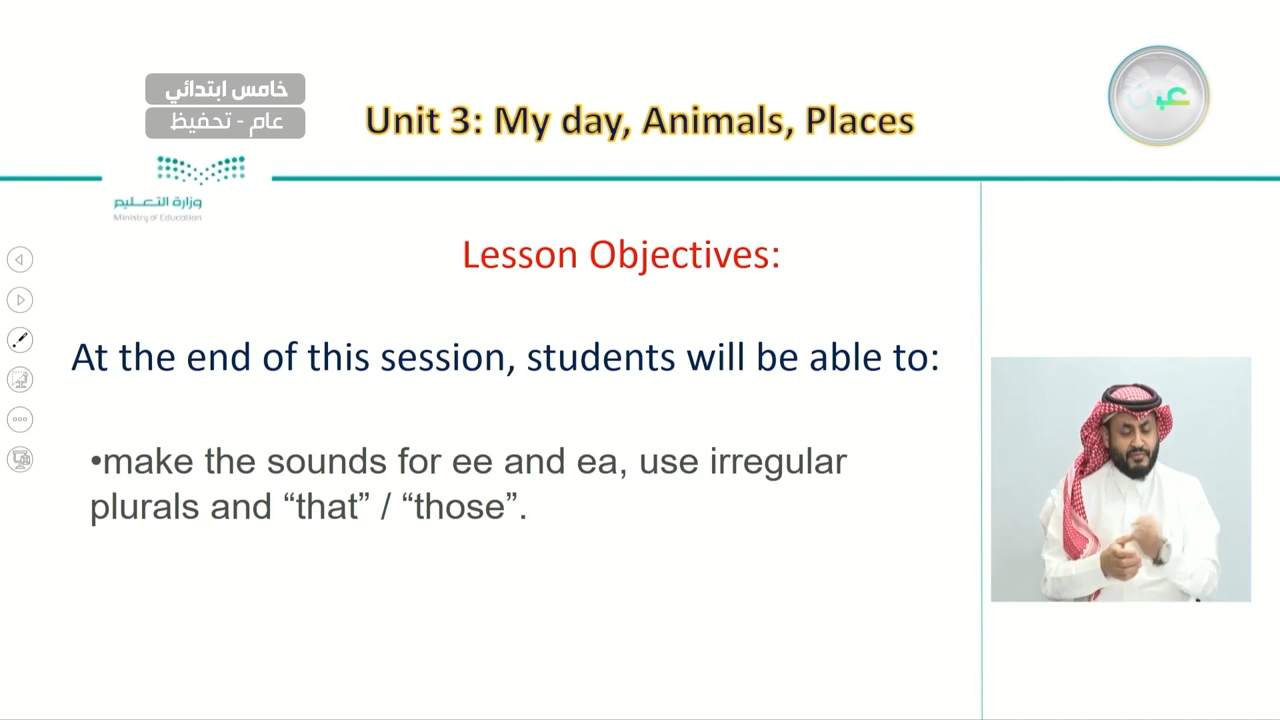 خامس ابتدائي
عام - تحفيظ
Unit 3: My day, Animals, Places
عين
وزارة التعليم
Ministry of Education
Lesson Objectives:
At the end of this session, students will be able to:
•make the sounds for ee and ea, use irregular
plurals and “that” / “those”.